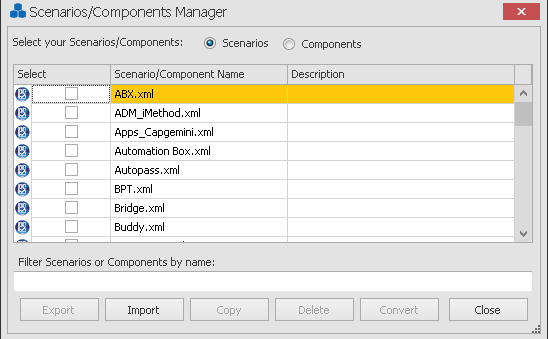 Scenarios/Components Manager
Select your Scenarios/Components: Scenarios Components
Select Scenario/Component Name Description
ABX.xml
ADM_iMethod.xml
Apps_Capgemini.xml
Automation Box.xml
Autopass.xml
BPT.xml
Bridge.xml
Buddy.xml
Filter Scenarios or Components by name:
Export Import Copy Delete Convert Close